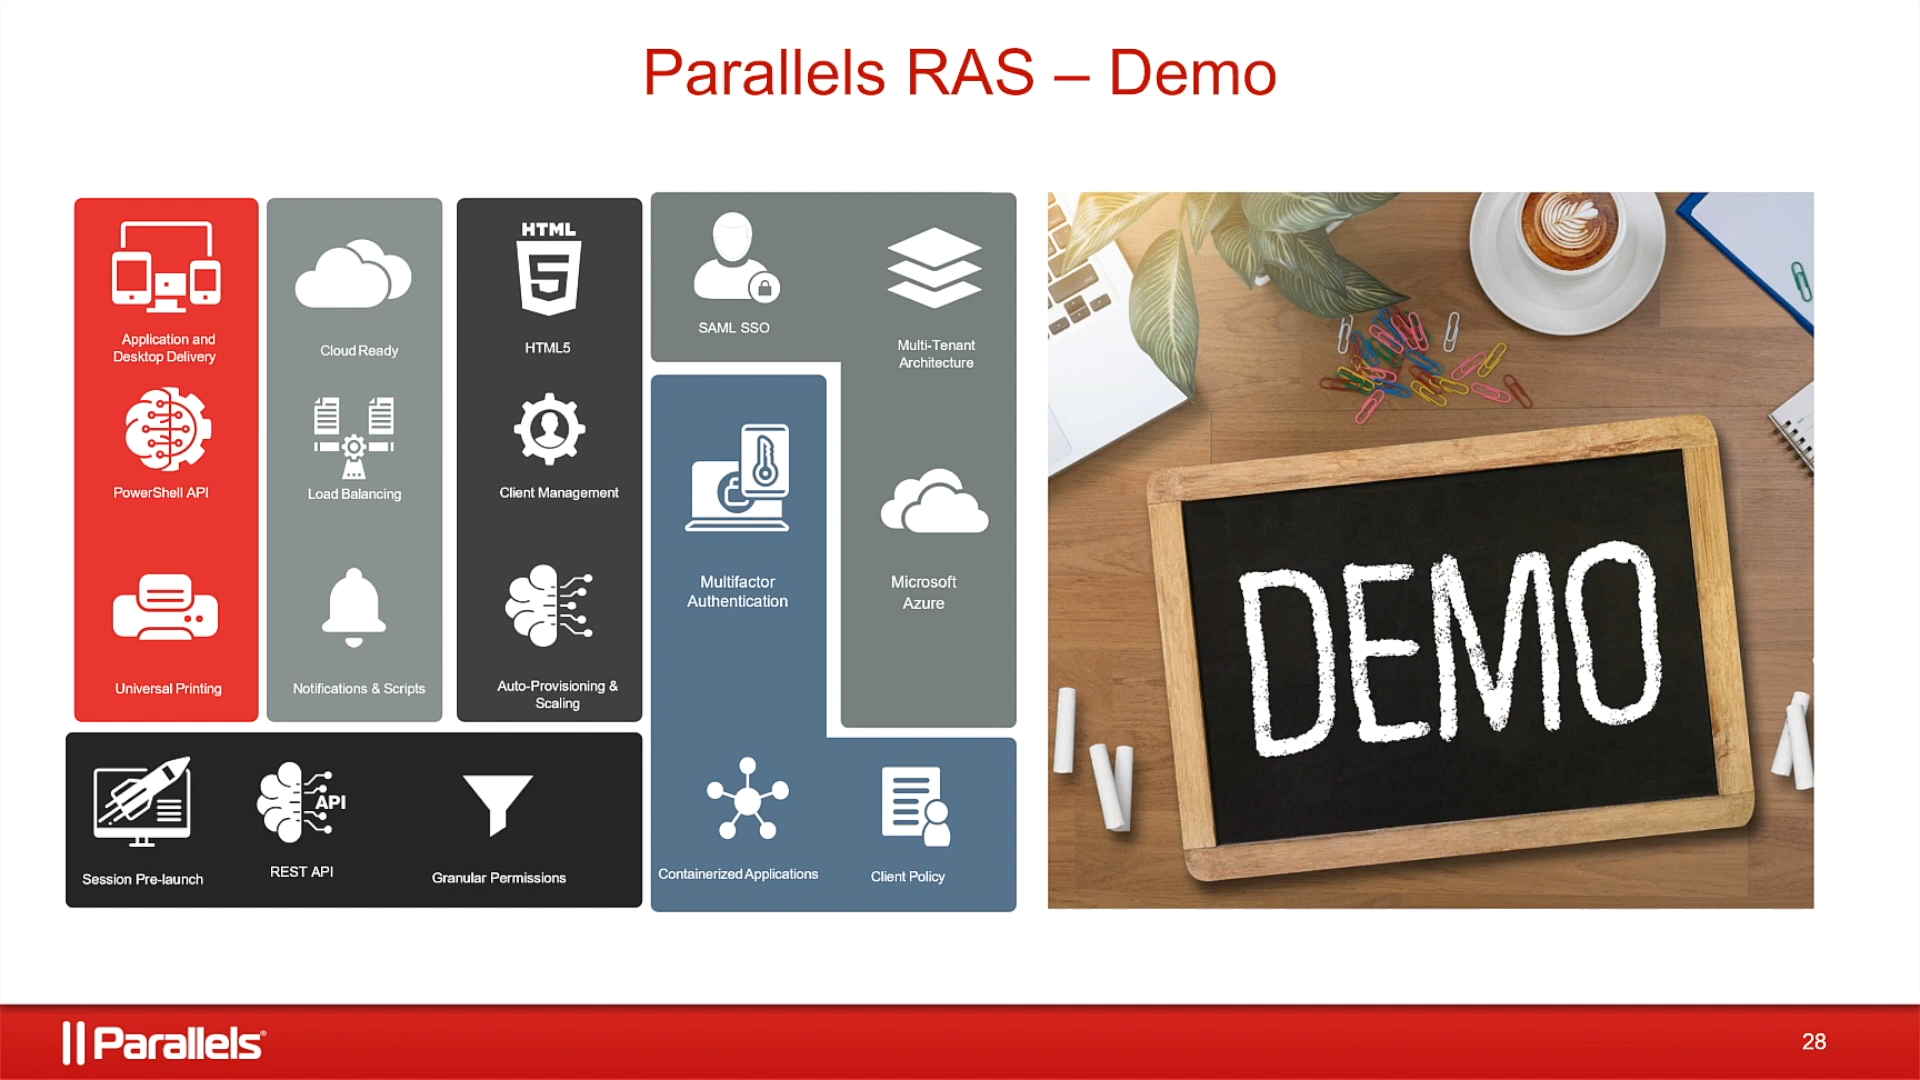 Parallels RAS – Demo
Application and
Desktop Delivery
PowerShell API
Universal Printing
Cloud Ready
Load Balancing
Notifications & Scripts
HTML
5
HTML5
Client Management
Auto-Provisioning &
Scaling
SAML SSO
Multi-Tenant
Architecture
Microsoft
Azure
Multifactor
Authentication
Containerized Applications
Client Policy
Session Pre-launch
API
REST API
Granular Permissions
DEMO
Parallels®
28